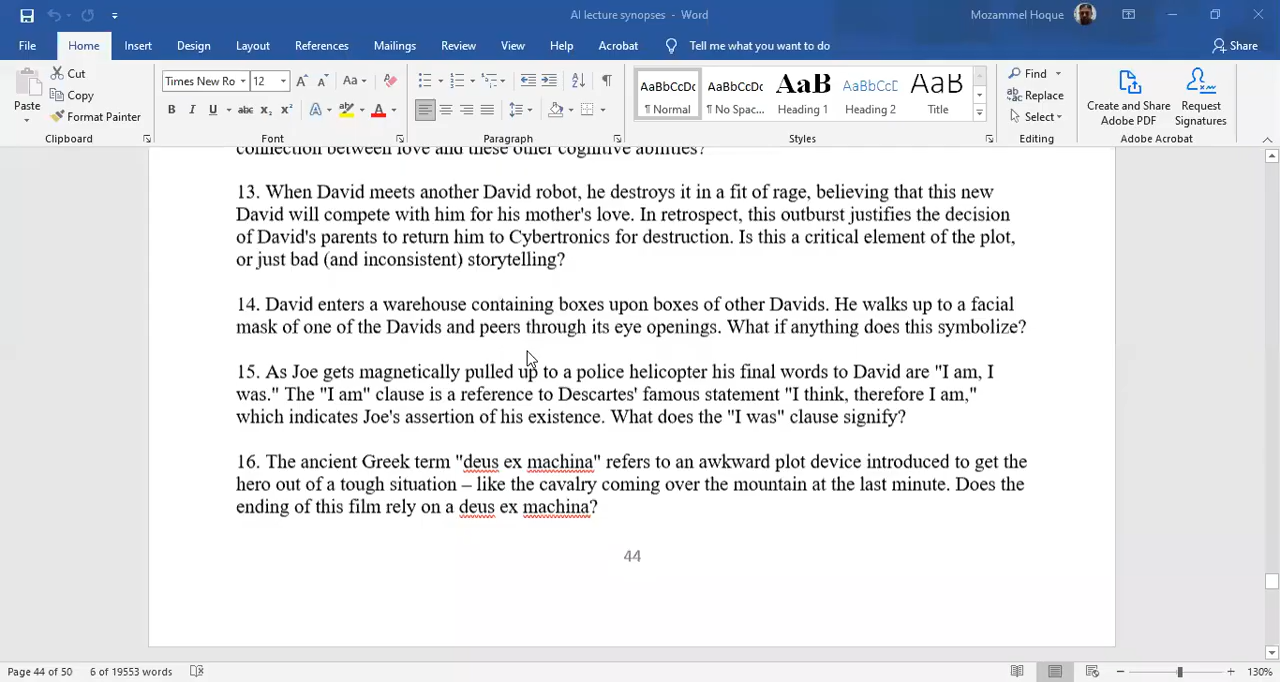 AI lecture synopses - Word
Mozammel Hoque
File Home Insert Design Layout References Mailings Review View Help Acrobat Tell me what you want to do Share
Paste
Cut
Copy
Format Painter
Clipboard
Times New Ro 12
Font
Paragraph
AaBbCcDc AaBbCcDc AaB AaBbCcD AaB
¶ Normal ¶ No Spac... Heading 1 Heading 2 Title
Styles
Find
Replace
Select
Editing
Create and Share Adobe PDF
Request Signatures
Adobe Acrobat
connection between love and these other cognitive abilities?
13. When David meets another David robot, he destroys it in a fit of rage, believing that this new
David will compete with him for his mother's love. In retrospect, this outburst justifies the decision
of David's parents to return him to Cybertronics for destruction. Is this a critical element of the plot,
or just bad (and inconsistent) storytelling?
14. David enters a warehouse containing boxes upon boxes of other Davids. He walks up to a facial
mask of one of the Davids and peers through its eye openings. What if anything does this symbolize?
15. As Joe gets magnetically pulled up to a police helicopter his final words to David are "I am, I
was." The "I am" clause is a reference to Descartes' famous statement "I think, therefore I am,"
which indicates Joe's assertion of his existence. What does the "I was" clause signify?
16. The ancient Greek term "deus ex machina" refers to an awkward plot device introduced to get the
hero out of a tough situation – like the cavalry coming over the mountain at the last minute. Does the
ending of this film rely on a deus ex machina?
44
Page 44 of 50 6 of 19553 words 130%